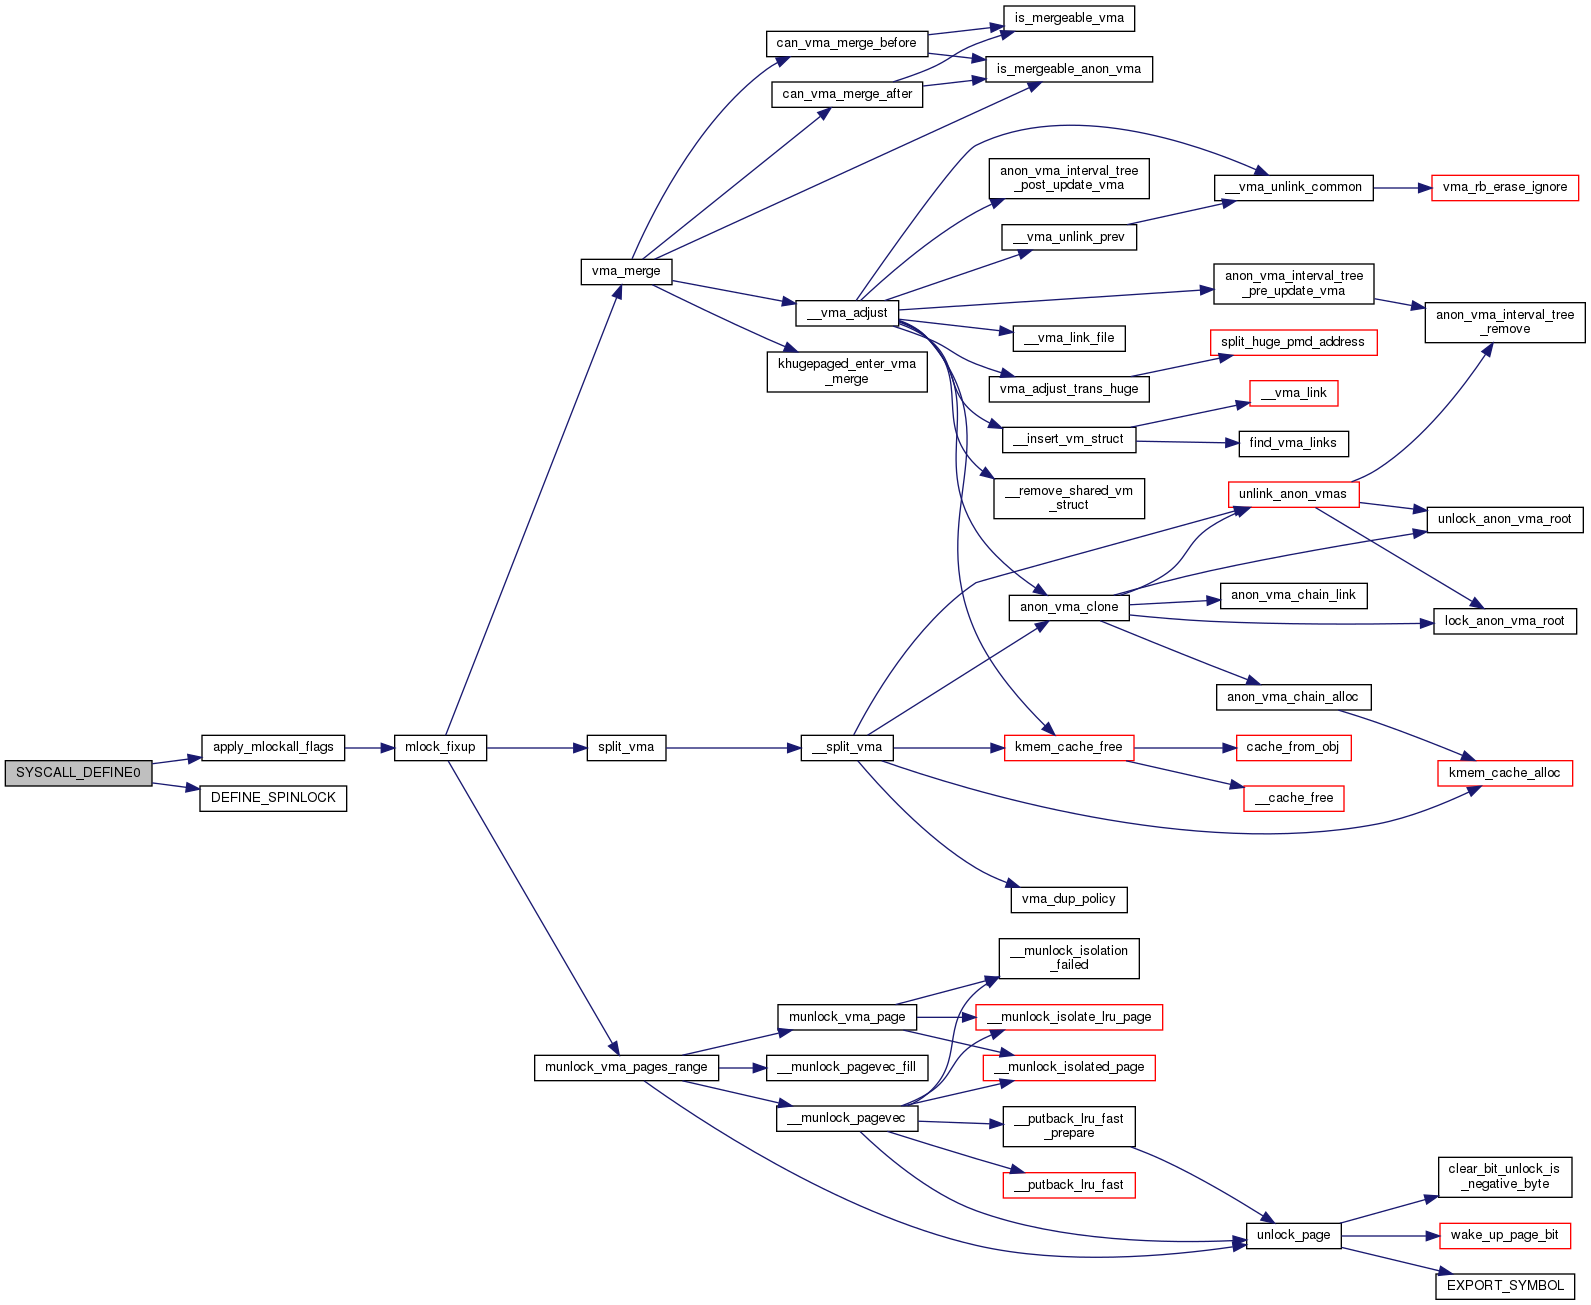 is_mergeable_vma
can_vma_merge_before
is_mergeable_anon_vma
can_vma_merge_after
anon_vma_interval_tree
_post_update_vma
__vma_unlink_common
vma_rb_erase_ignore
__vma_unlink_prev
vma_merge
anon_vma_interval_tree
_pre_update_vma
__vma_adjust
anon_vma_interval_tree
_remove
__vma_link_file
split_huge_pmd_address
khugepaged_enter_vma
_merge
vma_adjust_trans_huge
__vma_link
__insert_vm_struct
find_vma_links
__remove_shared_vm
_struct
unlink_anon_vmas
unlock_anon_vma_root
anon_vma_clone
anon_vma_chain_link
lock_anon_vma_root
anon_vma_chain_alloc
apply_mlockall_flags
mlock_fixup
split_vma
__split_vma
kmem_cache_free
cache_from_obj
SYSCALL_DEFINE0
kmem_cache_alloc
DEFINE_SPINLOCK
__cache_free
vma_dup_policy
__munlock_isolation
_failed
munlock_vma_page
__munlock_isolate_lru_page
munlock_vma_pages_range
__munlock_pagevec_fill
__munlock_isolated_page
__munlock_pagevec
__putback_lru_fast
_prepare
__putback_lru_fast
clear_bit_unlock_is
_negative_byte
unlock_page
wake_up_page_bit
EXPORT_SYMBOL